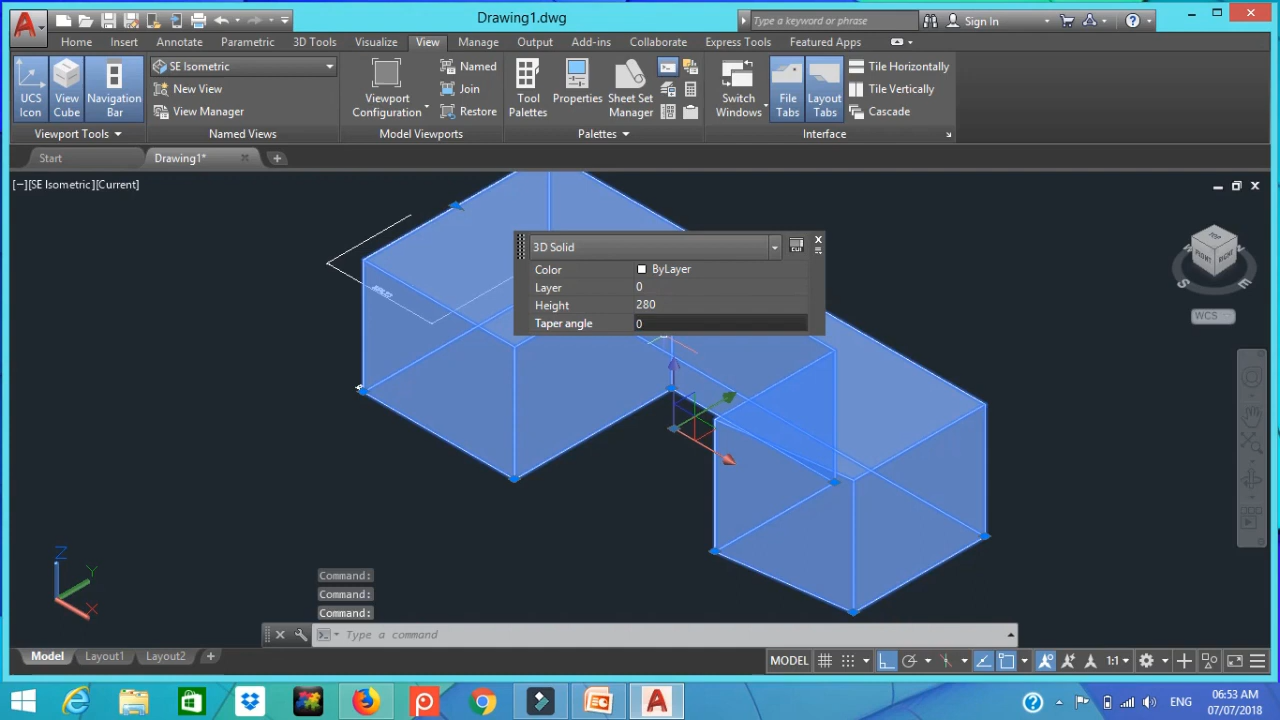 Drawing1.dwg
Type a keyword or phrase
Sign In
Home Insert Annotate Parametric 3D Tools Visualize View Manage Output Add-ins Collaborate Express Tools Featured Apps
UCS Icon
View Cube
Navigation Bar
Viewport Tools
SE Isometric
New View
View Manager
Named Views
Viewport Configuration
Named
Join
Restore
Model Viewports
Tool Palettes
Properties
Sheet Set Manager
Palettes
Switch Windows
File Tabs
Layout Tabs
Tile Horizontally
Tile Vertically
Cascade
Interface
Start
Drawing1*
[−][SE Isometric][Current]
3D Solid
CUI
Color ByLayer
Layer 0
Height 280
Taper angle 0
TOP
FRONT
RIGHT
S
E
WCS
Z
Y
X
Command:
Command:
Command:
Type a command
Model Layout1 Layout2
MODEL
1:1
ENG
06:53 AM
07/07/2018